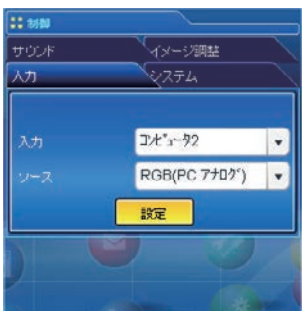 制御
サウンド イメージ調整
入力 システム
入力 コンピュータ2
ソース RGB(PC アナログ)
設定